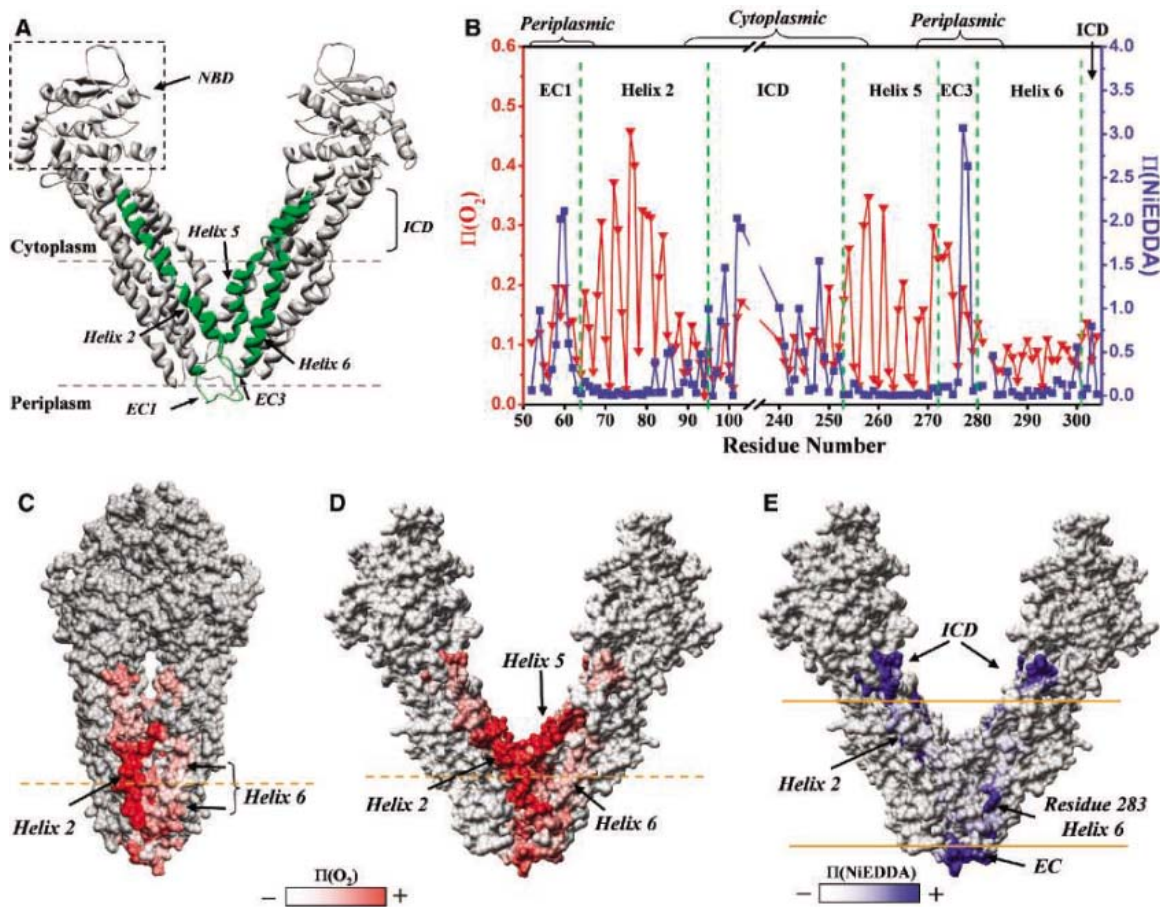 A
NBD
ICD
Cytoplasm
Helix 5
Helix 2
Helix 6
Periplasm
EC1
EC3
B
Periplasmic
Cytoplasmic
Periplasmic
ICD
EC1
Helix 2
ICD
Helix 5
EC3
Helix 6
0.6
0.5
0.4
0.3
0.2
0.1
0.0
Π(O2)
4.0
3.5
3.0
2.5
2.0
1.5
1.0
0.5
0.0
Π(NiEDDA)
50 60 70 80 90 100 240 250 260 270 280 290 300
Residue Number
C
Helix 2
Helix 6
D
Helix 5
Helix 2
Helix 6
E
ICD
Helix 2
Residue 283
Helix 6
EC
Π(O2)
− +
Π(NiEDDA)
− +